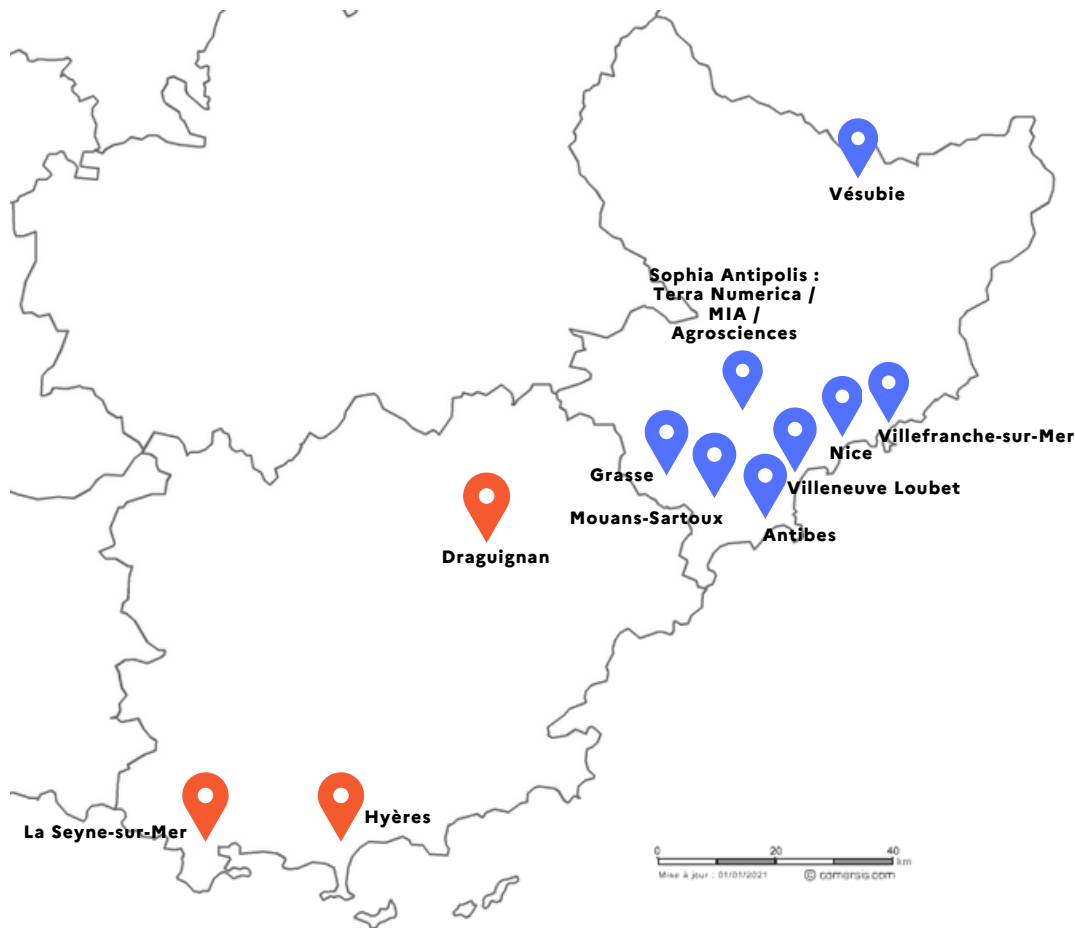 Vésubie
Sophia Antipolis :
Terra Numerica /
MIA /
Agrosciences
Villefranche-sur-Mer
Nice
Grasse
Villeneuve Loubet
Mouans-Sartoux
Antibes
Draguignan
Hyères
La Seyne-sur-Mer
0 20 40
km
Mise à jour : 01/01/2021 © comersis.com